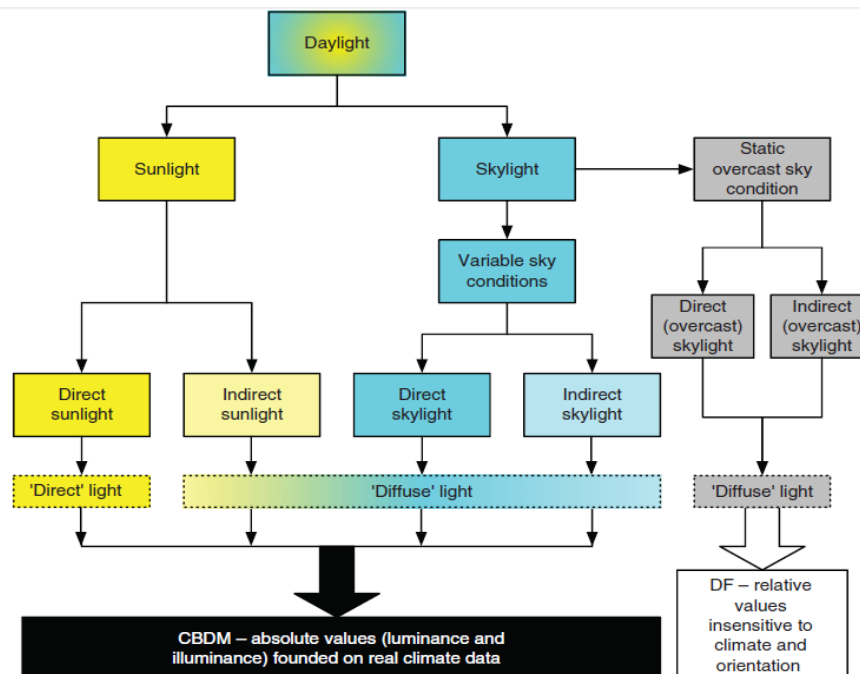 Daylight
Sunlight
Skylight
Static
overcast sky
condition
Variable sky
conditions
Direct
(overcast)
skylight
Indirect
(overcast)
skylight
Direct
sunlight
Indirect
sunlight
Direct
skylight
Indirect
skylight
'Direct' light
'Diffuse' light
'Diffuse' light
CBDM – absolute values (luminance and
illuminance) founded on real climate data
DF – relative
values
insensitive to
climate and
orientation